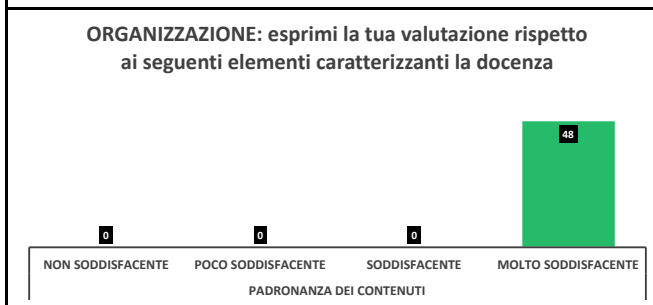 ORGANIZZAZIONE: esprimi la tua valutazione rispetto
ai seguenti elementi caratterizzanti la docenza
48
0 0 0
NON SODDISFACENTE POCO SODDISFACENTE SODDISFACENTE MOLTO SODDISFACENTE
PADRONANZA DEI CONTENUTI